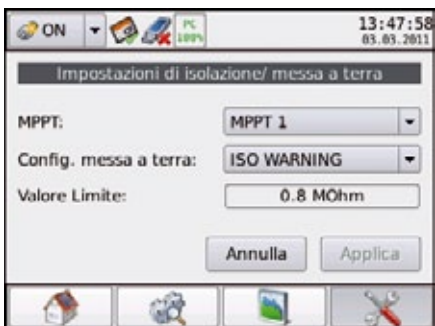 ON PC 100% 13:47:58
03.03.2011
Impostazioni di isolazione/ messa a terra
MPPT: MPPT 1
Config. messa a terra: ISO WARNING
Valore Limite: 0.8 MOhm
Annulla Applica